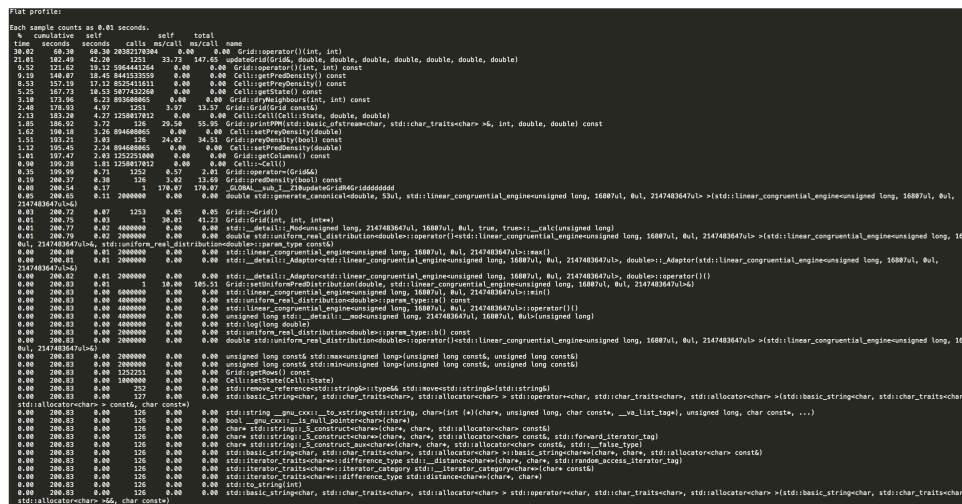 Flat profile:
Each sample counts as 0.01 seconds.
% cumulative self self total
time seconds seconds calls ms/call ms/call name
30.02 60.30 60.30 20382170304 0.00 0.00 Grid::operator()(int, int)
21.01 102.49 42.20 1251 33.73 147.65 updateGrid(Grid&, double, double, double, double, double, double, double)
9.52 121.62 19.12 5964441264 0.00 0.00 Grid::operator()(int, int) const
9.19 140.07 18.45 8441533559 0.00 0.00 Cell::getPredDensity() const
8.53 157.19 17.12 8525411611 0.00 0.00 Cell::getPreyDensity() const
5.25 167.73 10.53 5077432260 0.00 0.00 Cell::getState() const
3.10 173.96 6.23 893608065 0.00 0.00 Grid::dryNeighbours(int, int)
2.48 178.93 4.97 1251 3.97 13.57 Grid::Grid(Grid const&)
2.13 183.20 4.27 1258017012 0.00 0.00 Cell::Cell(Cell::State, double, double)
1.85 186.92 3.72 126 29.50 55.95 Grid::printPPM(std::basic_ofstream<char, std::char_traits<char> >&, int, double, double) const
1.62 190.18 3.26 894608065 0.00 0.00 Cell::setPreyDensity(double)
1.51 193.21 3.03 126 24.02 34.51 Grid::preyDensity(bool) const
1.12 195.45 2.24 894608065 0.00 0.00 Cell::setPredDensity(double)
1.01 197.47 2.03 1252251000 0.00 0.00 Grid::getColumns() const
0.90 199.28 1.81 1258017012 0.00 0.00 Cell::~Cell()
0.35 199.99 0.71 1252 0.57 2.01 Grid::operator=(Grid&&)
0.19 200.37 0.38 126 3.02 13.69 Grid::predDensity(bool) const
0.08 200.54 0.17 1 170.07 170.07 _GLOBAL__sub_I__Z10updateGridR4Gridddddddd
0.05 200.65 0.11 2000000 0.00 0.00 double std::generate_canonical<double, 53ul, std::linear_congruential_engine<unsigned long, 16807ul, 0ul, 2147483647ul> >(std::linear_congruential_engine<unsigned long, 16807ul, 0ul,
2147483647ul>&)
0.03 200.72 0.07 1253 0.05 0.05 Grid::~Grid()
0.01 200.75 0.03 1 30.01 41.23 Grid::Grid(int, int, int**)
0.01 200.77 0.02 4000000 0.00 0.00 std::__detail::_Mod<unsigned long, 2147483647ul, 16807ul, 0ul, true, true>::__calc(unsigned long)
0.01 200.79 0.02 2000000 0.00 0.00 double std::uniform_real_distribution<double>::operator()<std::linear_congruential_engine<unsigned long, 16807ul, 0ul, 2147483647ul> >(std::linear_congruential_engine<unsigned long, 16
0ul, 2147483647ul>&, std::uniform_real_distribution<double>::param_type const&)
0.00 200.80 0.01 2000000 0.00 0.00 std::linear_congruential_engine<unsigned long, 16807ul, 0ul, 2147483647ul>::max()
0.00 200.81 0.01 2000000 0.00 0.00 std::__detail::_Adaptor<std::linear_congruential_engine<unsigned long, 16807ul, 0ul, 2147483647ul>, double>::_Adaptor(std::linear_congruential_engine<unsigned long, 16807ul, 0ul,
2147483647ul>&)
0.00 200.82 0.01 2000000 0.00 0.00 std::__detail::_Adaptor<std::linear_congruential_engine<unsigned long, 16807ul, 0ul, 2147483647ul>, double>::operator()()
0.00 200.83 0.01 1 10.00 105.51 Grid::setUniformPredDistribution(double, std::linear_congruential_engine<unsigned long, 16807ul, 0ul, 2147483647ul>&)
0.00 200.83 0.00 6000000 0.00 0.00 std::linear_congruential_engine<unsigned long, 16807ul, 0ul, 2147483647ul>::min()
0.00 200.83 0.00 4000000 0.00 0.00 std::uniform_real_distribution<double>::param_type::a() const
0.00 200.83 0.00 4000000 0.00 0.00 std::linear_congruential_engine<unsigned long, 16807ul, 0ul, 2147483647ul>::operator()()
0.00 200.83 0.00 4000000 0.00 0.00 unsigned long std::__detail::__mod<unsigned long, 2147483647ul, 16807ul, 0ul>(unsigned long)
0.00 200.83 0.00 4000000 0.00 0.00 std::log(long double)
0.00 200.83 0.00 2000000 0.00 0.00 std::uniform_real_distribution<double>::param_type::b() const
0.00 200.83 0.00 2000000 0.00 0.00 double std::uniform_real_distribution<double>::operator()<std::linear_congruential_engine<unsigned long, 16807ul, 0ul, 2147483647ul> >(std::linear_congruential_engine<unsigned long, 16
0ul, 2147483647ul>&)
0.00 200.83 0.00 2000000 0.00 0.00 unsigned long const& std::max<unsigned long>(unsigned long const&, unsigned long const&)
0.00 200.83 0.00 2000000 0.00 0.00 unsigned long const& std::min<unsigned long>(unsigned long const&, unsigned long const&)
0.00 200.83 0.00 1252251 0.00 0.00 Grid::getRows() const
0.00 200.83 0.00 1000000 0.00 0.00 Cell::setState(Cell::State)
0.00 200.83 0.00 252 0.00 0.00 std::remove_reference<std::string&>::type&& std::move<std::string&>(std::string&)
0.00 200.83 0.00 127 0.00 0.00 std::basic_string<char, std::char_traits<char>, std::allocator<char> > std::operator+<char, std::char_traits<char>, std::allocator<char> >(std::basic_string<char, std::char_traits<char
std::allocator<char> > const&, char const*)
0.00 200.83 0.00 126 0.00 0.00 std::string __gnu_cxx::__to_xstring<std::string, char>(int (*)(char*, unsigned long, char const*, __va_list_tag*), unsigned long, char const*, ...)
0.00 200.83 0.00 126 0.00 0.00 bool __gnu_cxx::__is_null_pointer<char>(char*)
0.00 200.83 0.00 126 0.00 0.00 char* std::string::_S_construct<char*>(char*, char*, std::allocator<char> const&)
0.00 200.83 0.00 126 0.00 0.00 char* std::string::_S_construct<char*>(char*, char*, std::allocator<char> const&, std::forward_iterator_tag)
0.00 200.83 0.00 126 0.00 0.00 char* std::string::_S_construct_aux<char*>(char*, char*, std::allocator<char> const&, std::__false_type)
0.00 200.83 0.00 126 0.00 0.00 std::basic_string<char, std::char_traits<char>, std::allocator<char> >::basic_string<char*>(char*, char*, std::allocator<char> const&)
0.00 200.83 0.00 126 0.00 0.00 std::iterator_traits<char*>::difference_type std::__distance<char*>(char*, char*, std::random_access_iterator_tag)
0.00 200.83 0.00 126 0.00 0.00 std::iterator_traits<char*>::iterator_category std::__iterator_category<char*>(char* const&)
0.00 200.83 0.00 126 0.00 0.00 std::iterator_traits<char*>::difference_type std::distance<char*>(char*, char*)
0.00 200.83 0.00 126 0.00 0.00 std::to_string(int)
0.00 200.83 0.00 126 0.00 0.00 std::basic_string<char, std::char_traits<char>, std::allocator<char> > std::operator+<char, std::char_traits<char>, std::allocator<char> >(std::basic_string<char, std::char_traits<char
std::allocator<char> >&&, char const*)